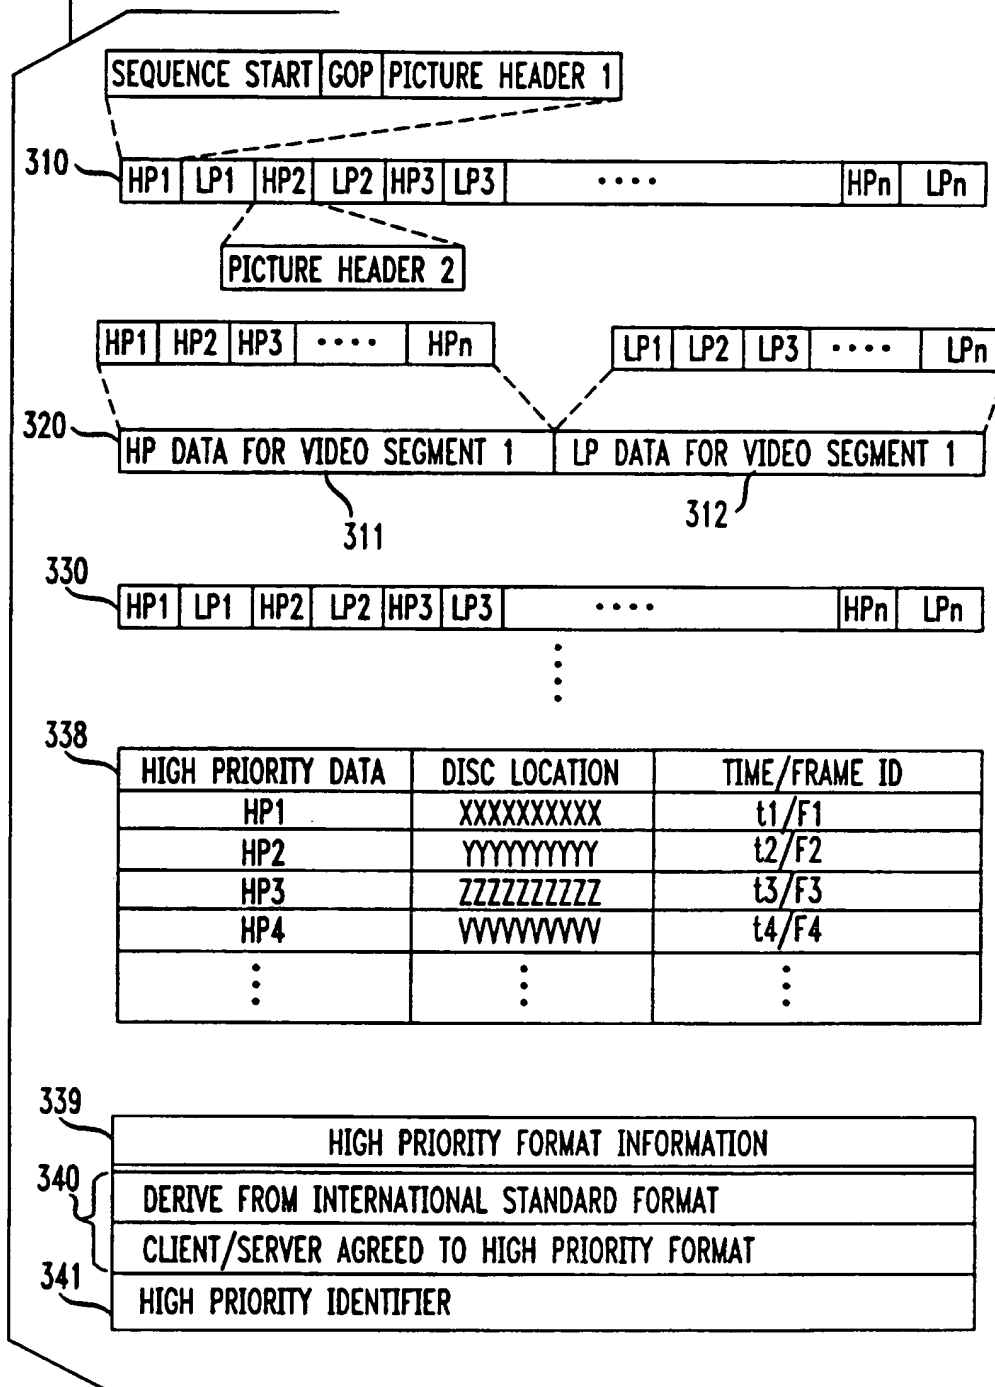 SEQUENCE START GOP PICTURE HEADER 1
310 HP1 LP1 HP2 LP2 HP3 LP3 .... HPn LPn
PICTURE HEADER 2
HP1 HP2 HP3 .... HPn LP1 LP2 LP3 .... LPn
320 HP DATA FOR VIDEO SEGMENT 1 LP DATA FOR VIDEO SEGMENT 1
311 312
330
HP1 LP1 HP2 LP2 HP3 LP3 .... HPn LPn
338
HIGH PRIORITY DATA DISC LOCATION TIME/FRAME ID
HP1 XXXXXXXXXX t1/F1
HP2 YYYYYYYYYY t2/F2
HP3 ZZZZZZZZZZ t3/F3
HP4 VVVVVVVVVV t4/F4
339
HIGH PRIORITY FORMAT INFORMATION
340 DERIVE FROM INTERNATIONAL STANDARD FORMAT
CLIENT/SERVER AGREED TO HIGH PRIORITY FORMAT
341 HIGH PRIORITY IDENTIFIER